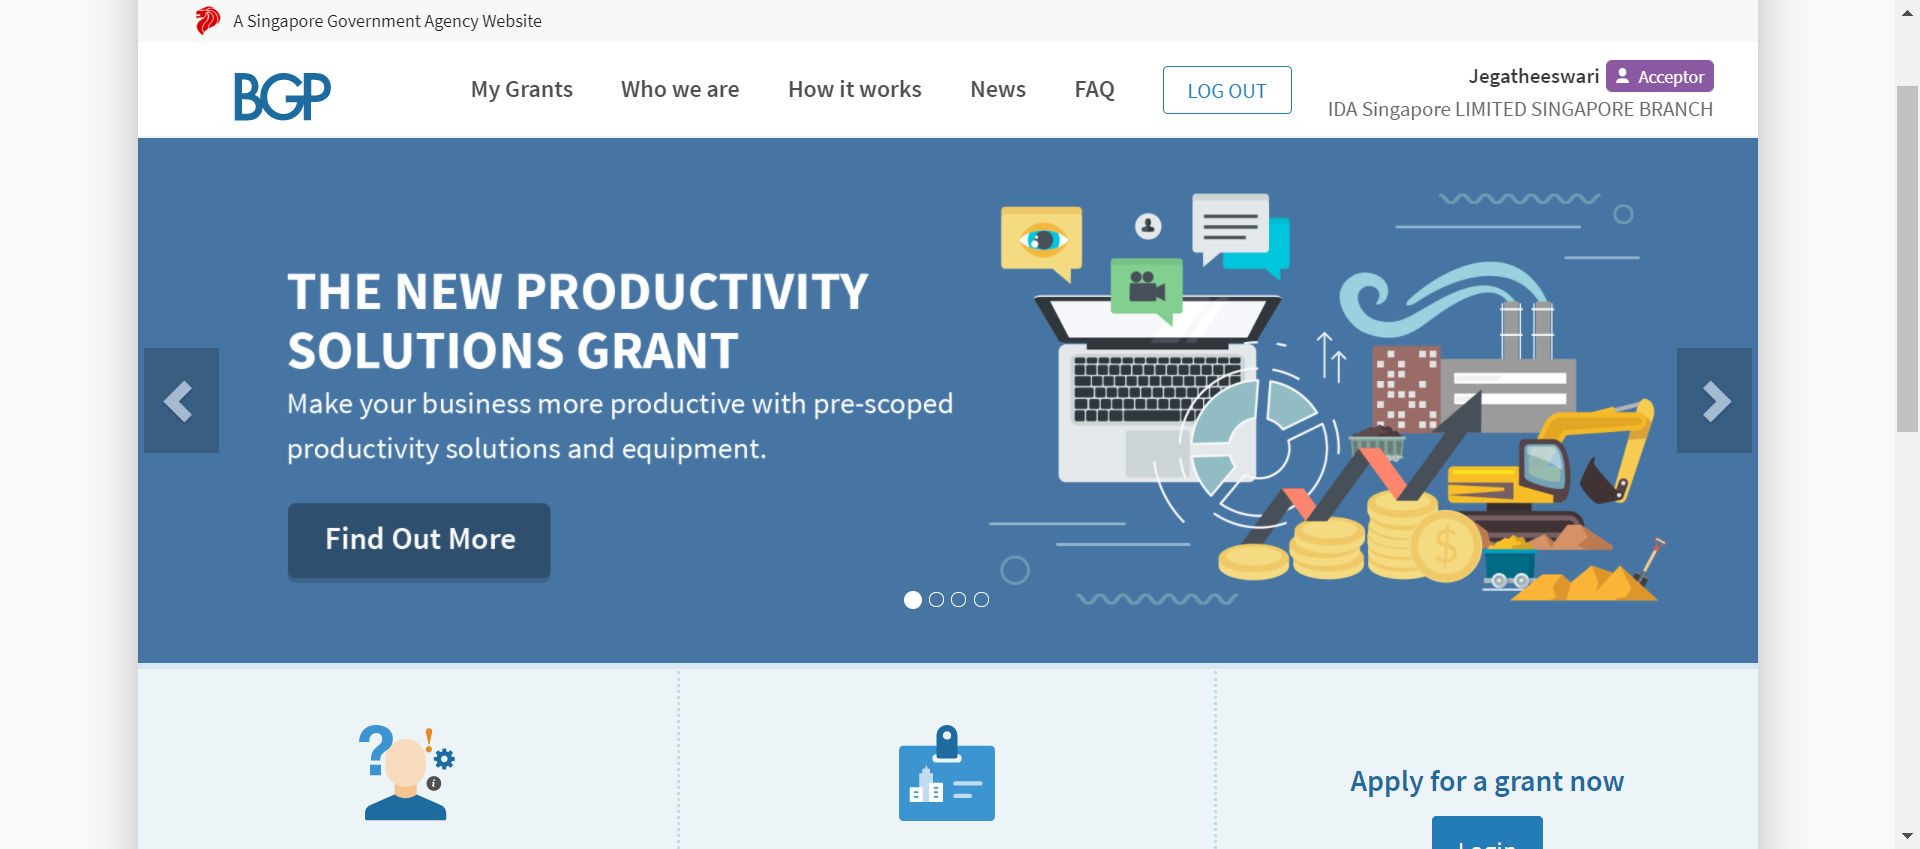 A Singapore Government Agency Website
BGP
My Grants
Who we are
How it works
News
FAQ
LOG OUT
Jegatheeswari
Acceptor
IDA Singapore LIMITED SINGAPORE BRANCH
THE NEW PRODUCTIVITY
SOLUTIONS GRANT
Make your business more productive with pre-scoped
productivity solutions and equipment.
Find Out More
Apply for a grant now
Login